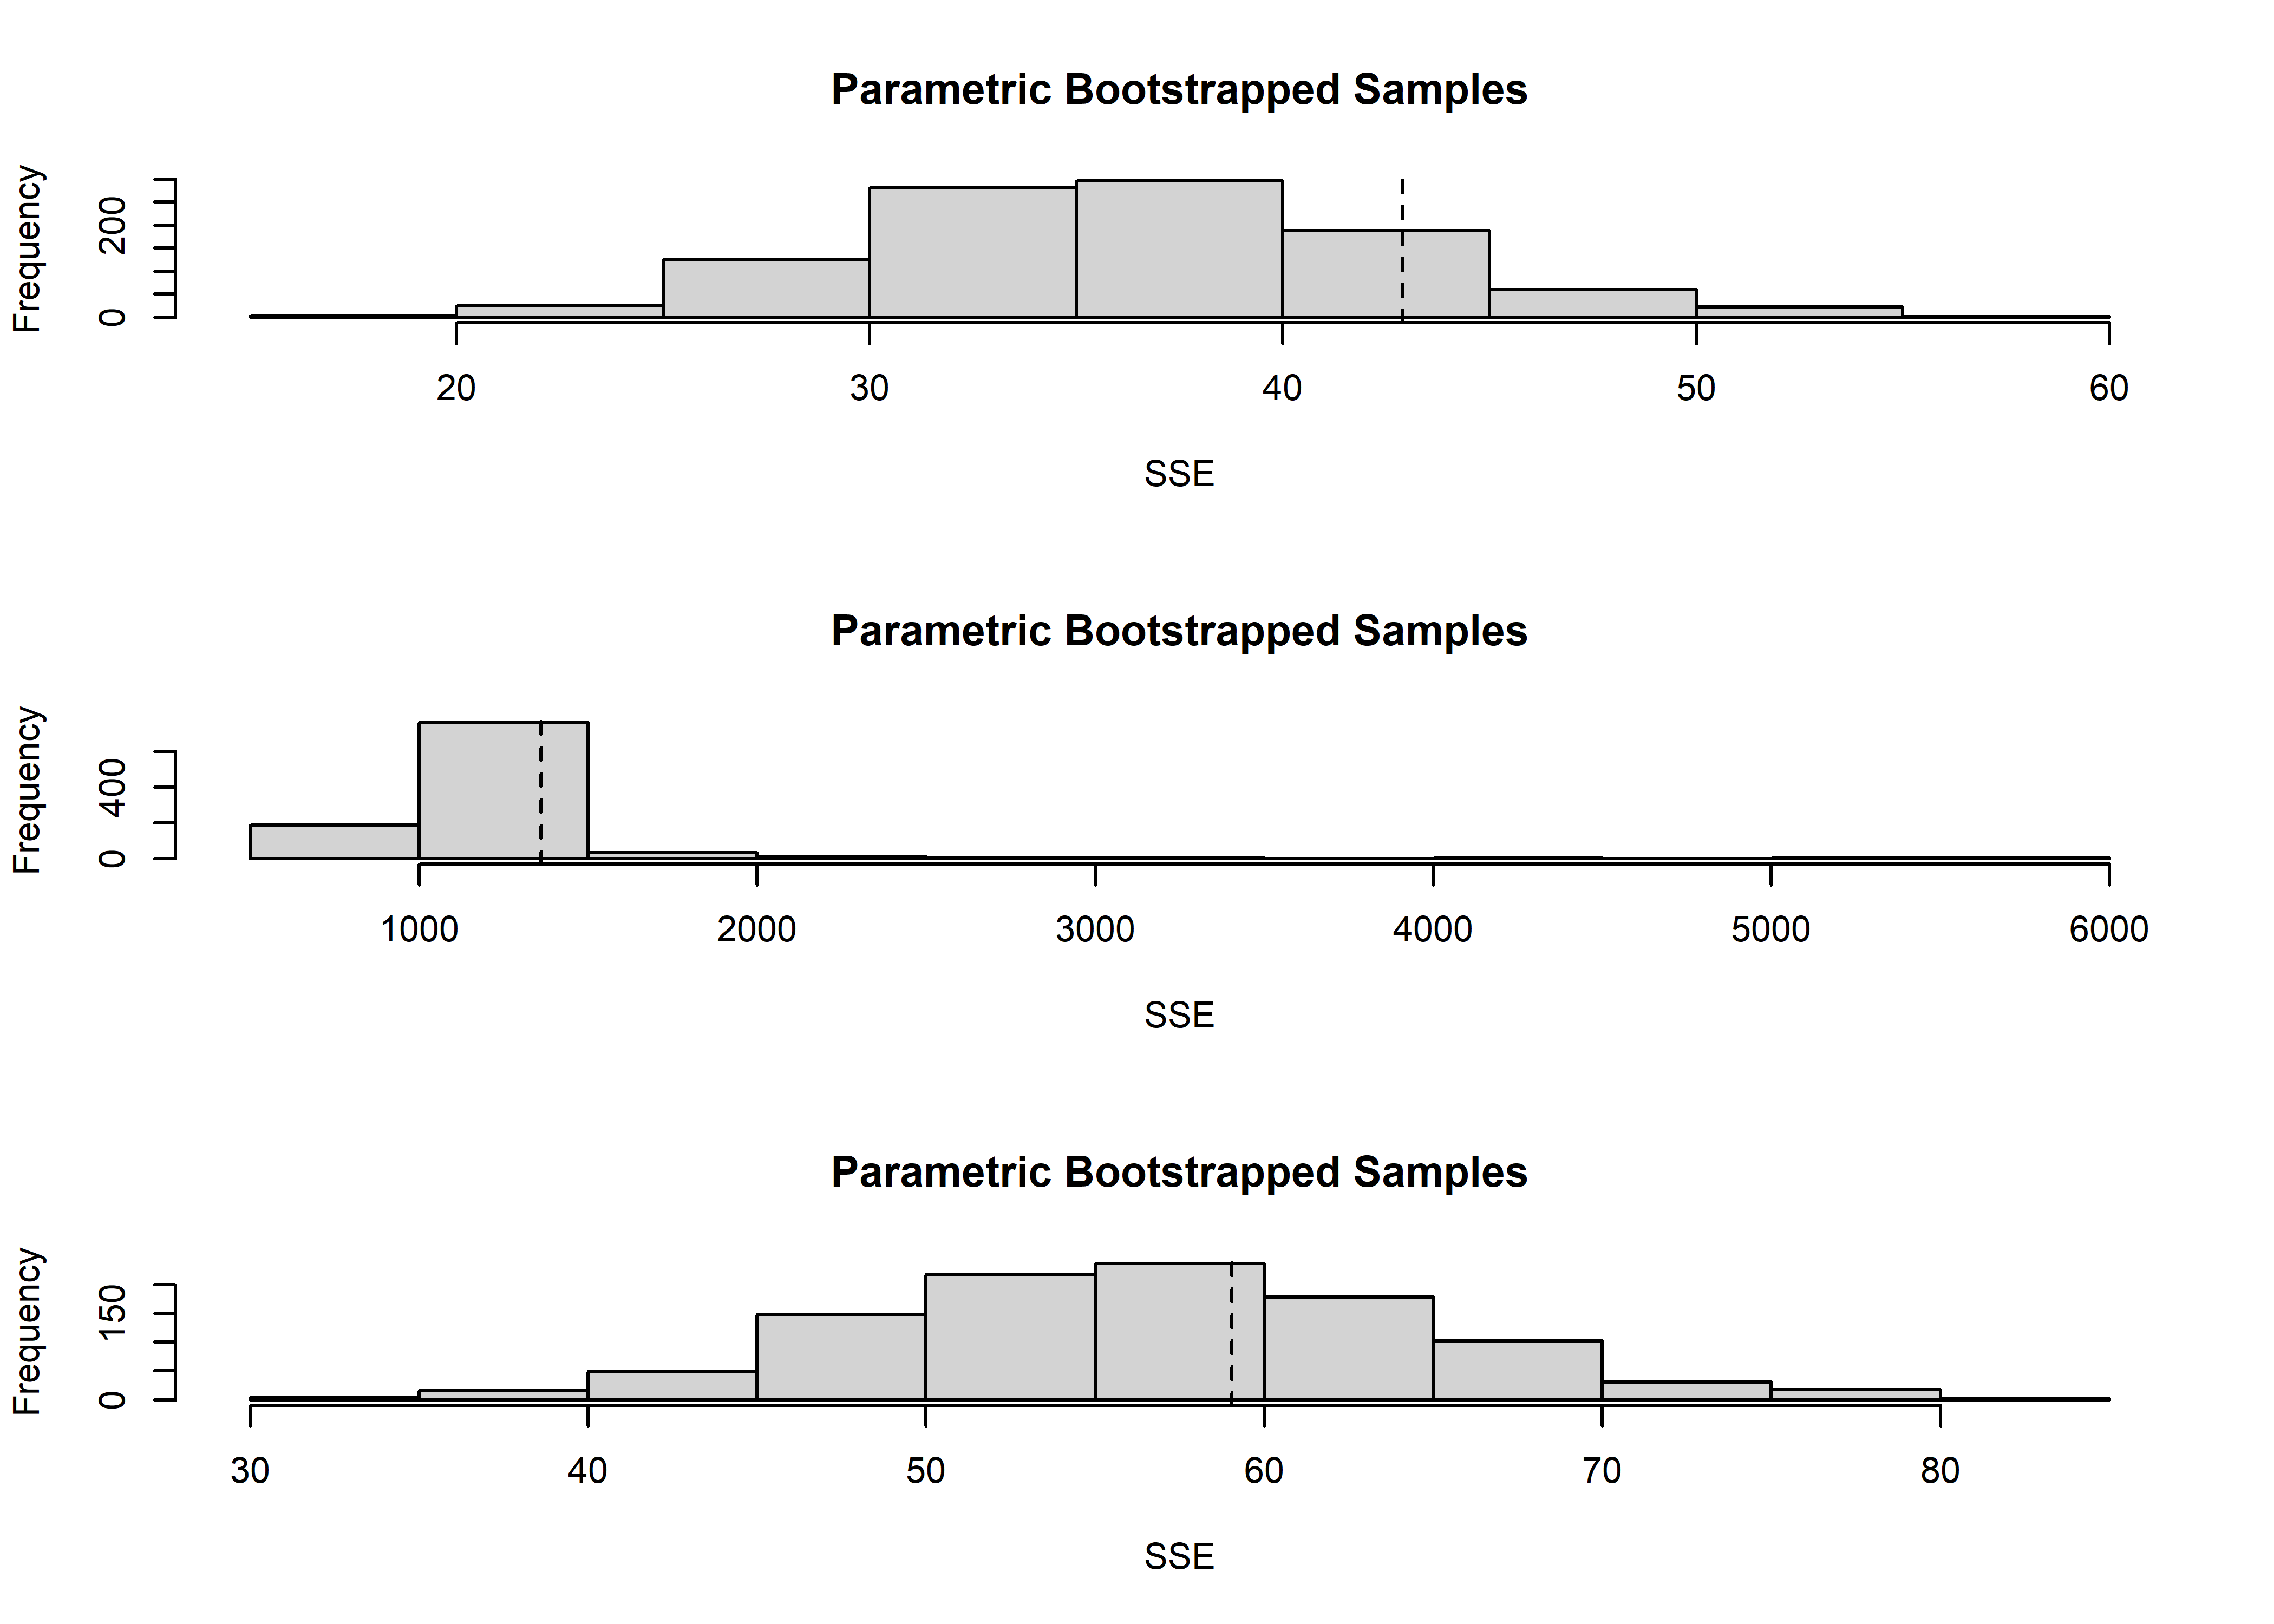 Parametric Bootstrapped Samples
Frequency
0 200
20 30 40 50 60
SSE
Parametric Bootstrapped Samples
Frequency
0 400
1000 2000 3000 4000 5000 6000
SSE
Parametric Bootstrapped Samples
Frequency
0 150
30 40 50 60 70 80
SSE